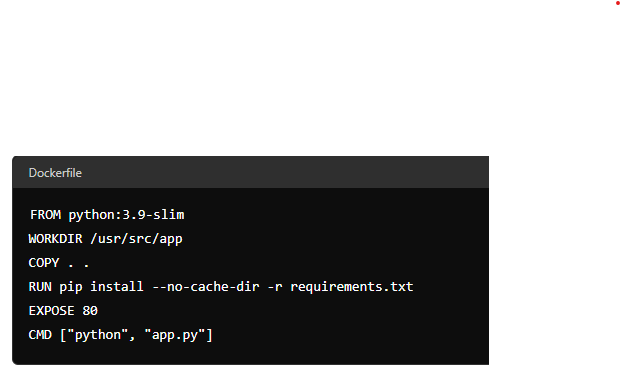 Dockerfile
FROM python:3.9-slim
WORKDIR /usr/src/app
COPY . .
RUN pip install --no-cache-dir -r requirements.txt
EXPOSE 80
CMD ["python", "app.py"]